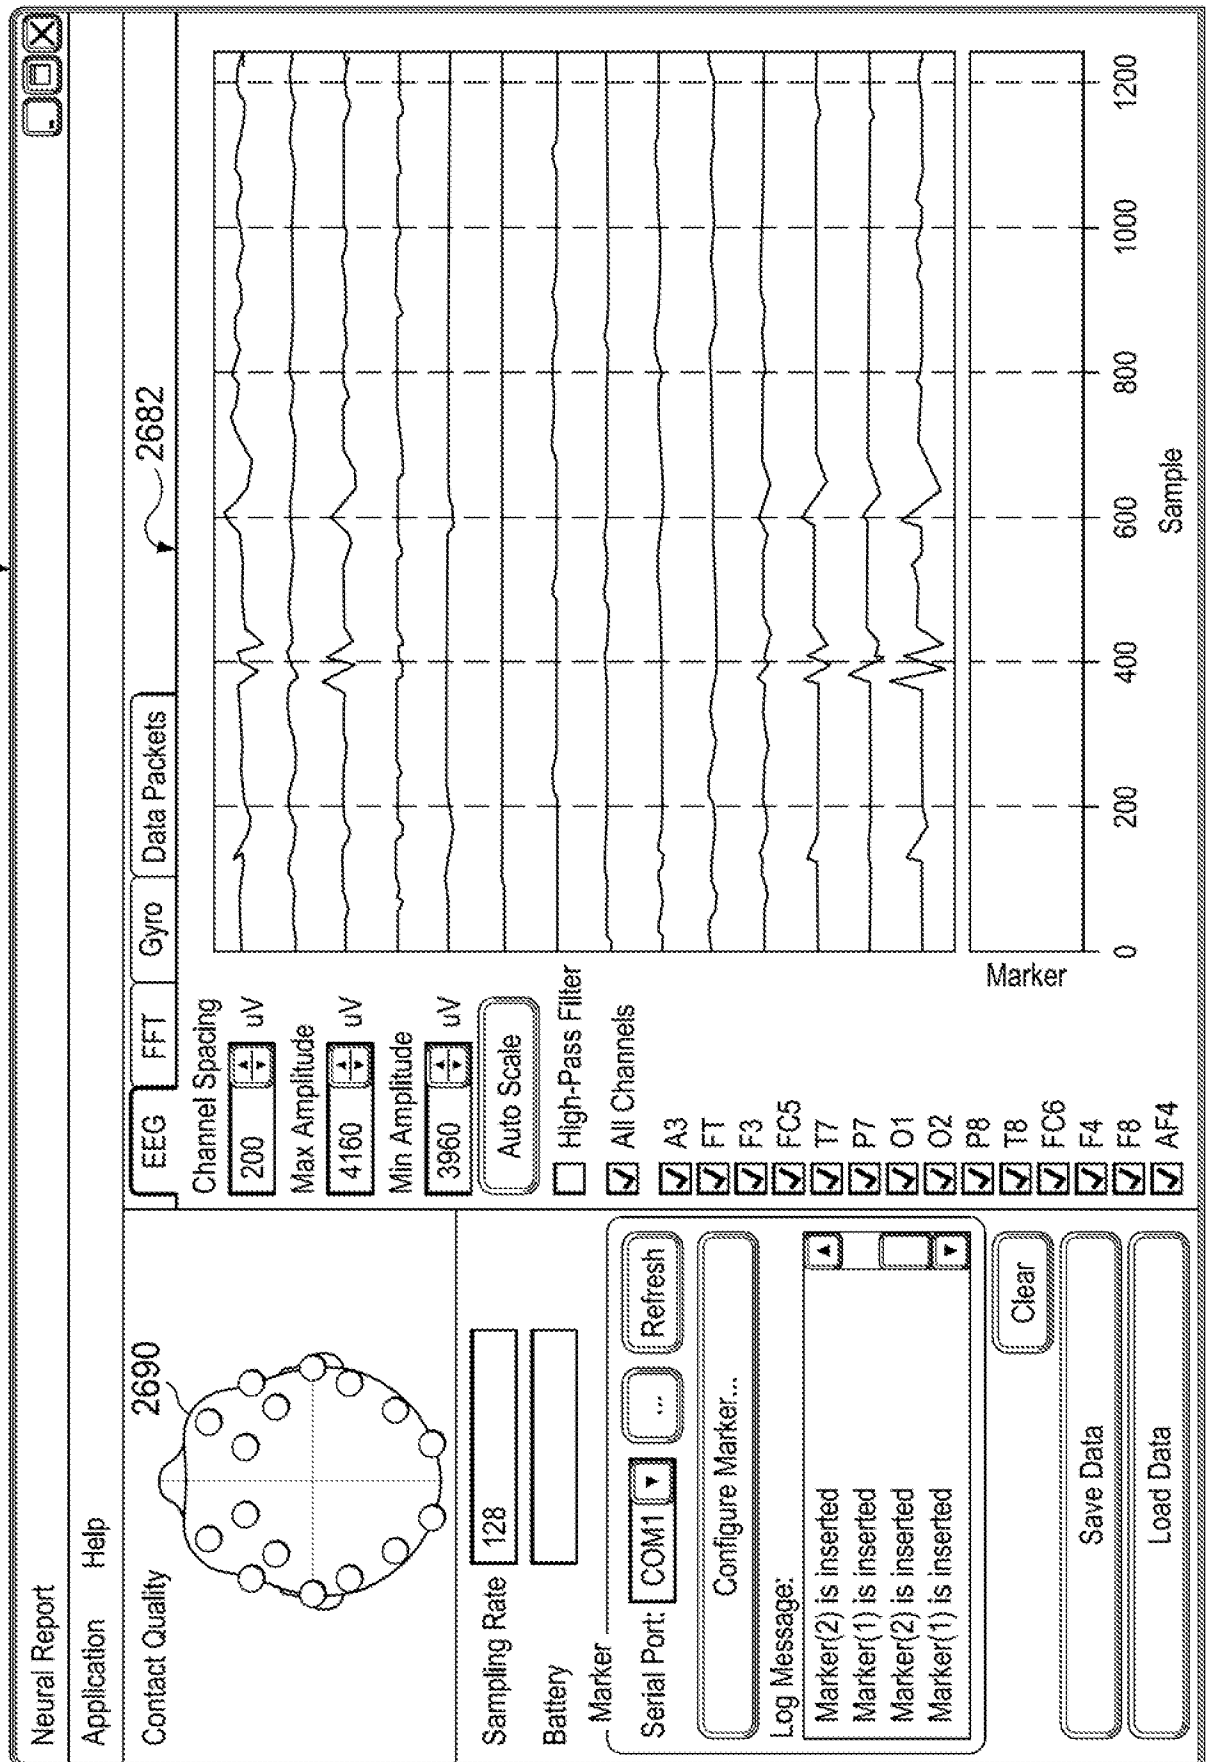 Neural Report
Application Help
Contact Quality
2690
Sampling Rate 128
Battery
Marker
Serial Port: COM1 ... Refresh
Configure Marker...
Log Message:
Marker(2) is inserted
Marker(1) is inserted
Marker(2) is inserted
Marker(1) is inserted
Clear
Save Data
Load Data
EEG FFT Gyro Data Packets
2682
Channel Spacing
200 uV
Max Amplitude
4160 uV
Min Amplitude
3960 uV
Auto Scale
High-Pass Filter
All Channels
A3
FT
F3
FC5
T7
P7
O1
O2
P8
T8
FC6
F4
F8
AF4
Marker
0 200 400 600 800 1000 1200
Sample